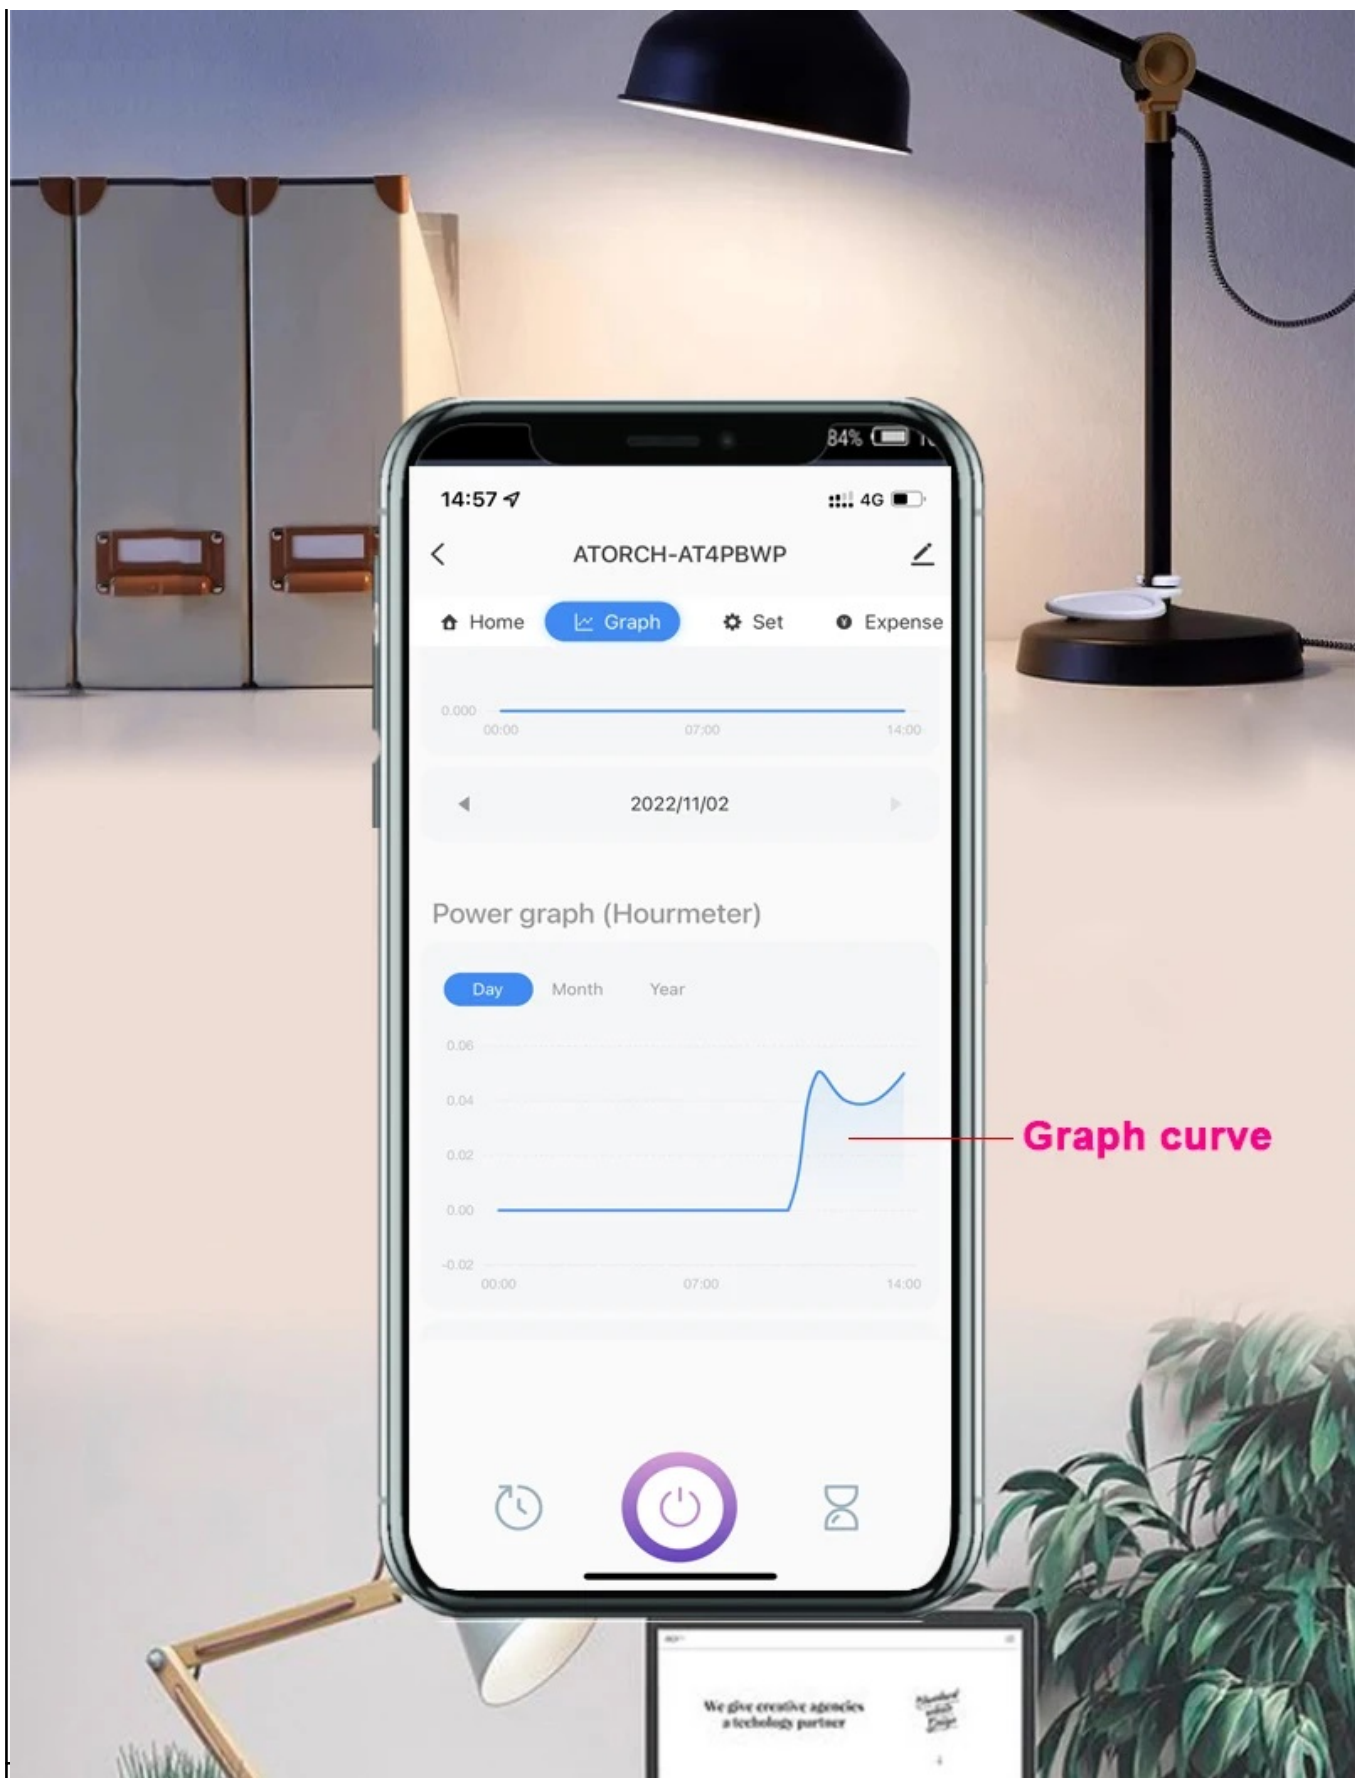 84%
14:57 4G
ATORCH-AT4PBWP
Home Graph Set Expense
0.000
00:00 07:00 14:00
2022/11/02
Power graph (Hourmeter)
Day Month Year
0.06
0.04
Graph curve
0.02
0.00
-0.02
00:00 07:00 14:00
We give creative agencies
a techology partner